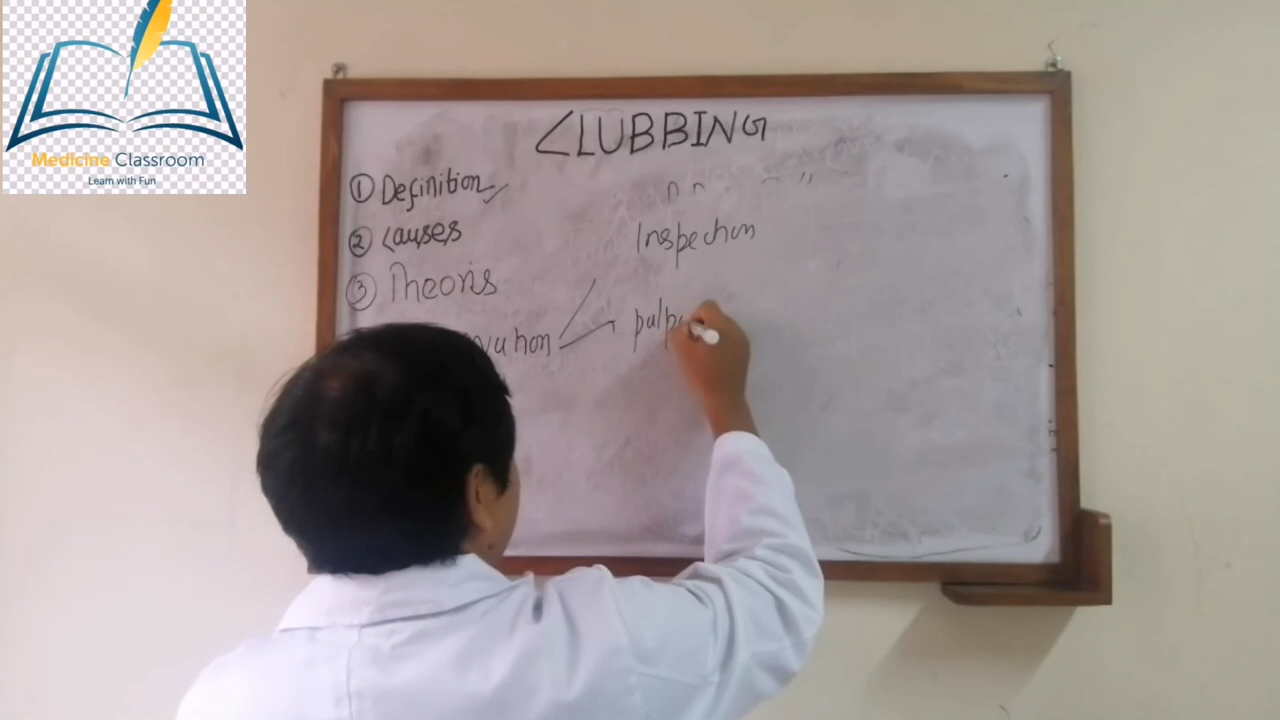 Medicine Classroom
Learn with Fun
CLUBBING
① Definition
② Causes
③ Theoris
Inspection
palp